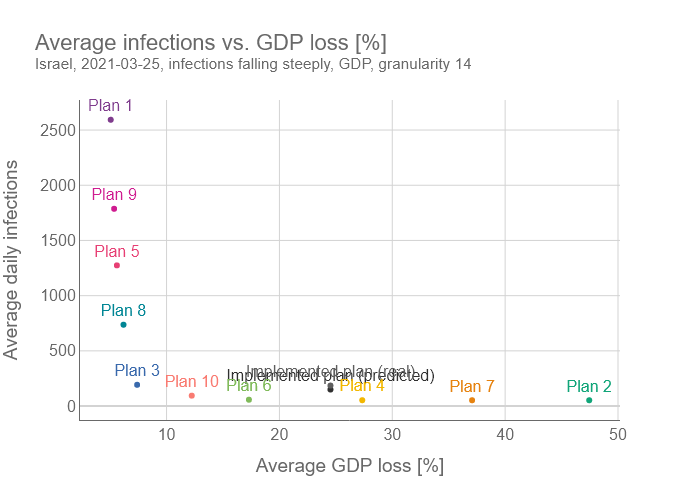 Average infections vs. GDP loss [%]
Israel, 2021-03-25, infections falling steeply, GDP, granularity 14
Average daily infections
2500
2000
1500
1000
500
0
Plan 1
Plan 9
Plan 5
Plan 8
Plan 3
Plan 10
Implemented plan (real)
Implemented plan (predicted)
Plan 6
Plan 4
Plan 7
Plan 2
10
20
30
40
50
Average GDP loss [%]